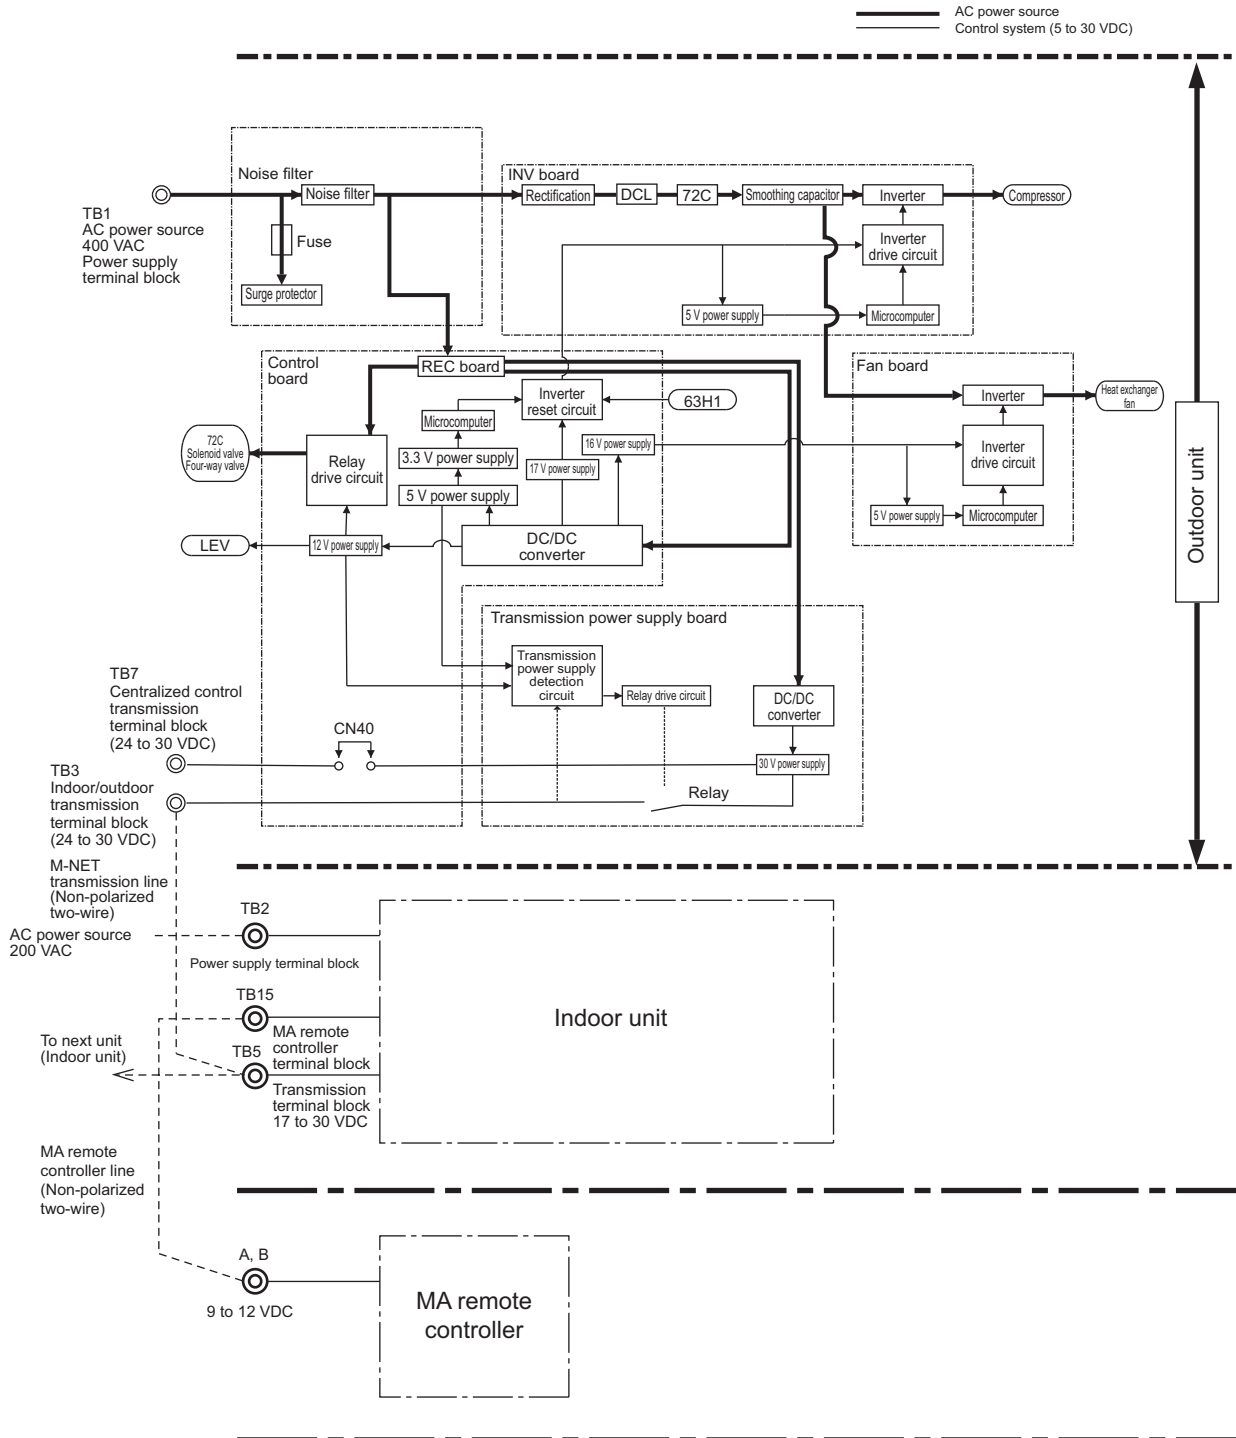 AC power source
Control system (5 to 30 VDC)
Noise filter
INV board
Noise filter
Rectification
DCL
72C
Smoothing capacitor
Inverter
Compressor
TB1
AC power source
400 VAC
Power supply
terminal block
Fuse
Inverter
drive circuit
Surge protector
5 V power supply
Microcomputer
Control
board
REC board
Fan board
Inverter
reset circuit
63H1
Inverter
Heat exchanger
fan
Microcomputer
72C
Solenoid valve
Four-way valve
Relay
drive circuit
3.3 V power supply
17 V power supply
16 V power supply
Inverter
drive circuit
5 V power supply
5 V power supply
Microcomputer
LEV
12 V power supply
DC/DC
converter
Outdoor unit
Transmission power supply board
Transmission
power supply
detection
circuit
Relay drive circuit
DC/DC
converter
TB7
Centralized control
transmission
terminal block
(24 to 30 VDC)
CN40
30 V power supply
TB3
Indoor/outdoor
transmission
terminal block
(24 to 30 VDC)
Relay
M-NET
transmission line
(Non-polarized
two-wire)
TB2
AC power source
200 VAC
Power supply terminal block
TB15
Indoor unit
MA remote
controller
terminal block
To next unit
(Indoor unit)
TB5
Transmission
terminal block
17 to 30 VDC
MA remote
controller line
(Non-polarized
two-wire)
A, B
9 to 12 VDC
MA remote
controller